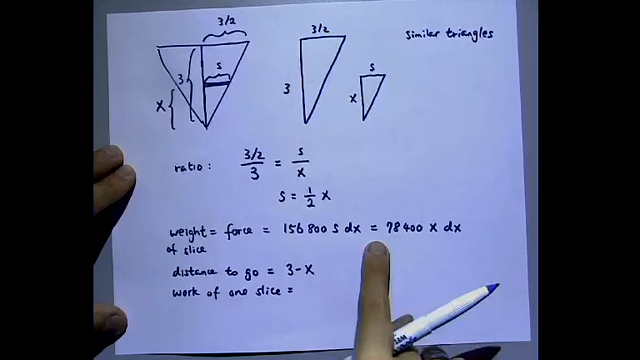 3/2
3/2
similar triangles
s
3
x
3
s
x
ratio: (3/2)/3 = s/x
s = 1/2 x
weight = force = 156 800 s dx = 78 400 x dx
of slice
distance to go = 3-x
work of one slice =